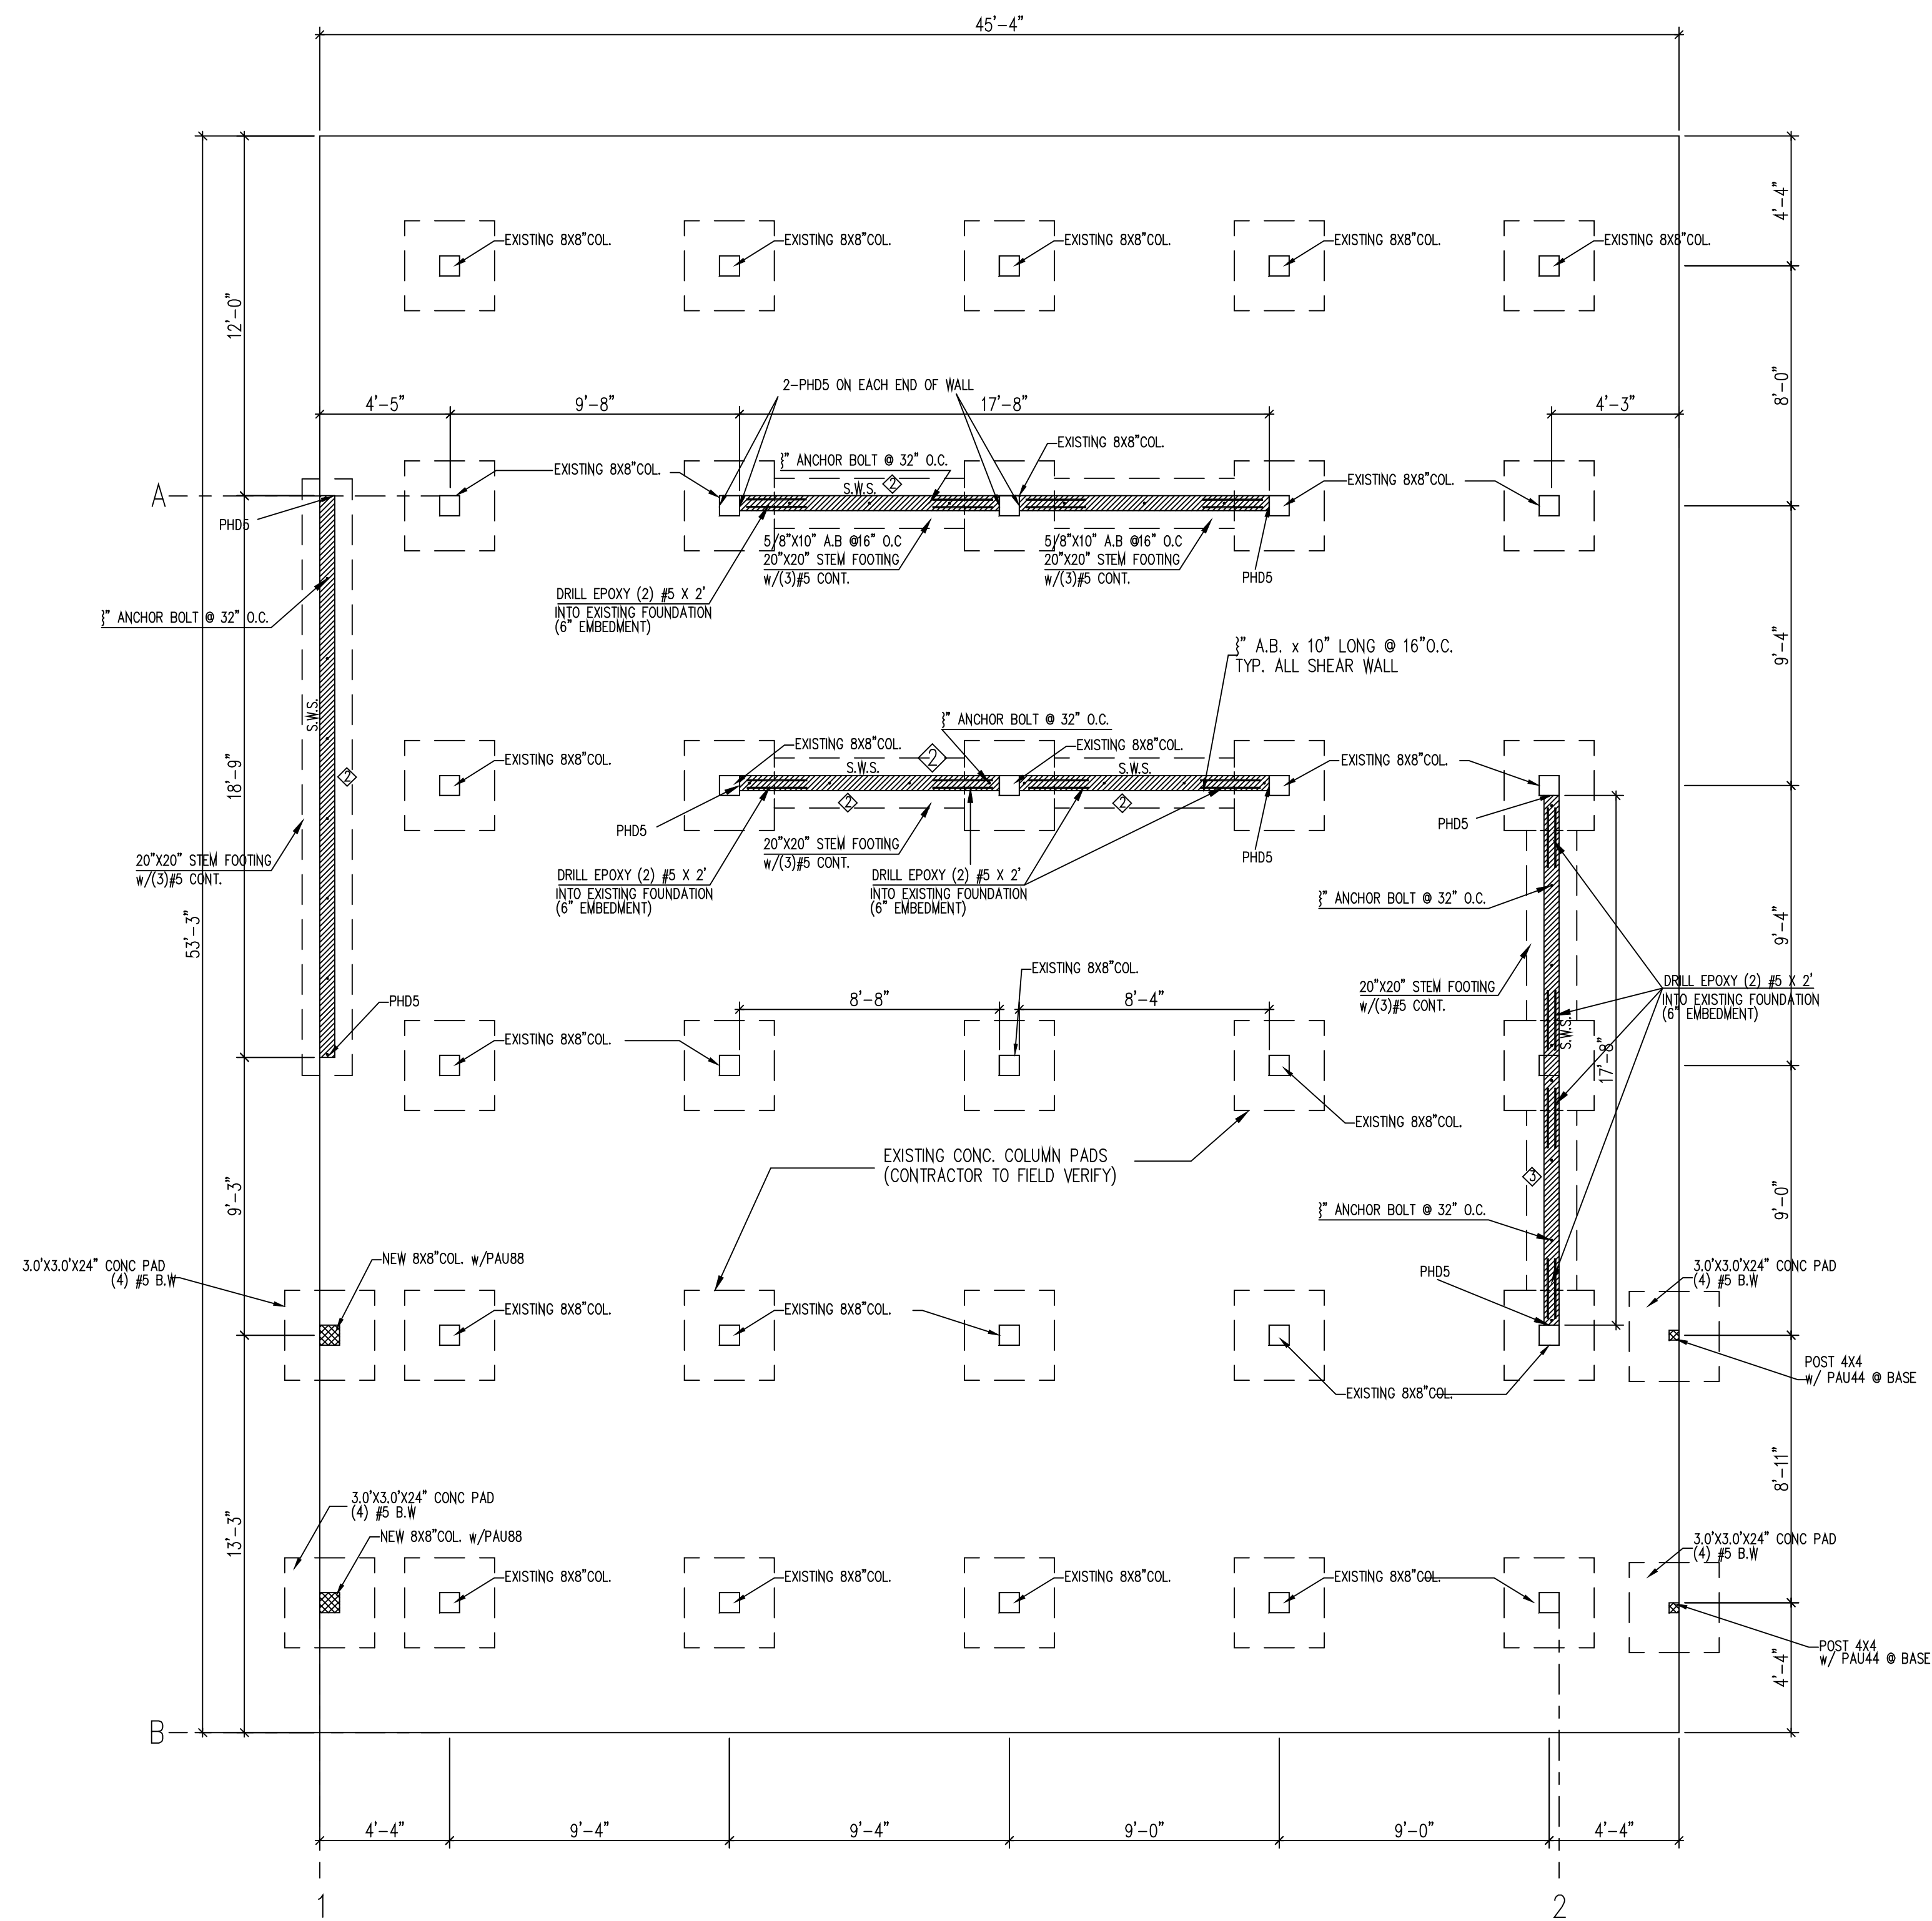 45'-4"
4'-4"
EXISTING 8X8"COL.
EXISTING 8X8"COL.
EXISTING 8X8"COL.
EXISTING 8X8"COL.
EXISTING 8X8"COL.
12'-0"
8'-0"
2-PHD5 ON EACH END OF WALL
4'-5"
9'-8"
17'-8"
4'-3"
EXISTING 8X8"COL.
EXISTING 8X8"COL.
ANCHOR BOLT @ 32" O.C.
S.W.S.
2
EXISTING 8X8"COL.
A
PHD5
5/8"X10" A.B @16" O.C
20"X20" STEM FOOTING
w/(3)#5 CONT.
5/8"X10" A.B @16" O.C
20"X20" STEM FOOTING
w/(3)#5 CONT.
PHD5
DRILL EPOXY (2) #5 X 2'
INTO EXISTING FOUNDATION
(6" EMBEDMENT)
ANCHOR BOLT @ 32" O.C.
9'-4"
A.B. x 10" LONG @ 16"O.C.
TYP. ALL SHEAR WALL
S.W.S.
ANCHOR BOLT @ 32" O.C.
EXISTING 8X8"COL.
EXISTING 8X8"COL.
EXISTING 8X8"COL.
2
S.W.S.
S.W.S.
EXISTING 8X8"COL.
18'-9"
2
2
2
PHD5
PHD5
PHD5
20"X20" STEM FOOTING
w/(3)#5 CONT.
20"X20" STEM FOOTING
w/(3)#5 CONT.
DRILL EPOXY (2) #5 X 2'
INTO EXISTING FOUNDATION
(6" EMBEDMENT)
DRILL EPOXY (2) #5 X 2'
INTO EXISTING FOUNDATION
(6" EMBEDMENT)
ANCHOR BOLT @ 32" O.C.
53'-3"
9'-4"
EXISTING 8X8"COL.
20"X20" STEM FOOTING
w/(3)#5 CONT.
DRILL EPOXY (2) #5 X 2'
INTO EXISTING FOUNDATION
(6" EMBEDMENT)
PHD5
8'-8"
8'-4"
S.W.S.
17'-8"
EXISTING 8X8"COL.
EXISTING 8X8"COL.
EXISTING CONC. COLUMN PADS
(CONTRACTOR TO FIELD VERIFY)
3
9'-3"
9'-0"
ANCHOR BOLT @ 32" O.C.
3.0'X3.0'X24" CONC PAD
(4) #5 B.W
NEW 8X8"COL. w/PAU88
PHD5
3.0'X3.0'X24" CONC PAD
(4) #5 B.W
EXISTING 8X8"COL.
EXISTING 8X8"COL.
POST 4X4
w/ PAU44 @ BASE
EXISTING 8X8"COL.
8'-11"
3.0'X3.0'X24" CONC PAD
(4) #5 B.W
NEW 8X8"COL. w/PAU88
13'-3"
3.0'X3.0'X24" CONC PAD
(4) #5 B.W
EXISTING 8X8"COL.
EXISTING 8X8"COL.
EXISTING 8X8"COL.
EXISTING 8X8"COL.
POST 4X4
w/ PAU44 @ BASE
4'-4"
B
4'-4"
9'-4"
9'-4"
9'-0"
9'-0"
4'-4"
1
2